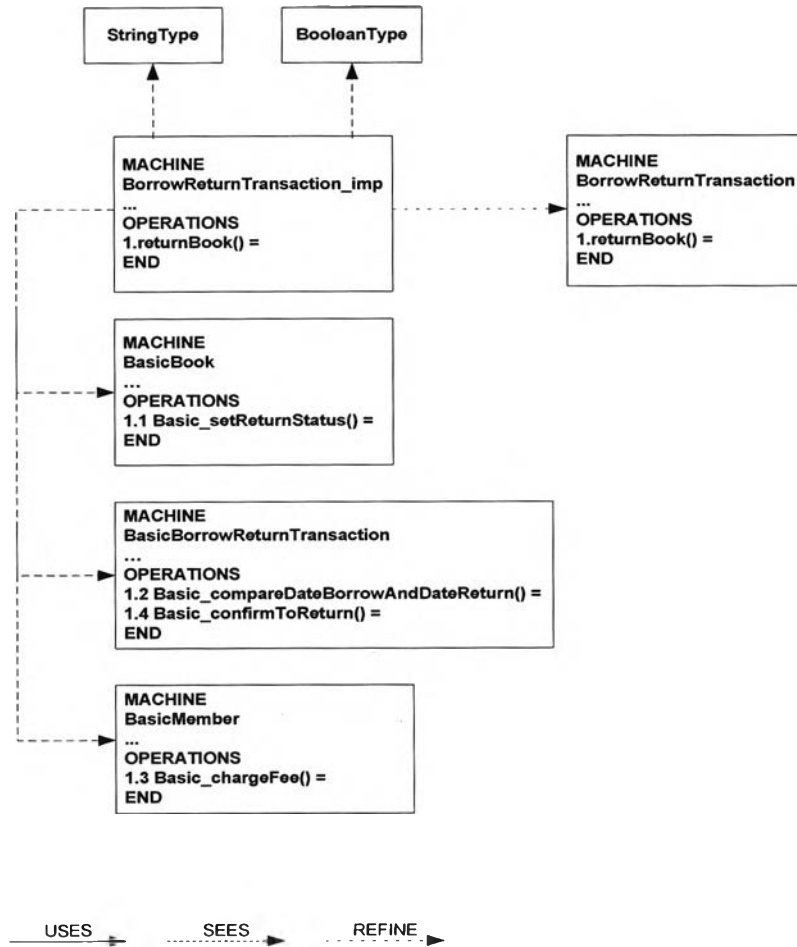 StringType
BooleanType
MACHINE
BorrowReturnTransaction_imp
...
OPERATIONS
1.returnBook() =
END
MACHINE
BorrowReturnTransaction
...
OPERATIONS
1.returnBook() =
END
MACHINE
BasicBook
...
OPERATIONS
1.1 Basic_setReturnStatus() =
END
MACHINE
BasicBorrowReturnTransaction
...
OPERATIONS
1.2 Basic_compareDateBorrowAndDateReturn() =
1.4 Basic_confirmToReturn() =
END
MACHINE
BasicMember
...
OPERATIONS
1.3 Basic_chargeFee() =
END
USES
SEES
REFINE